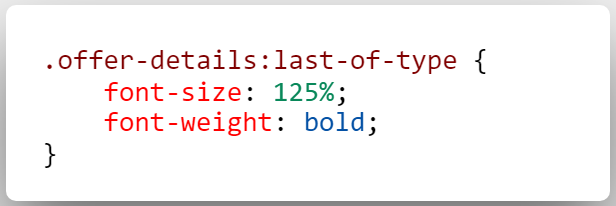 .offer-details:last-of-type {
    font-size: 125%;
    font-weight: bold;
}